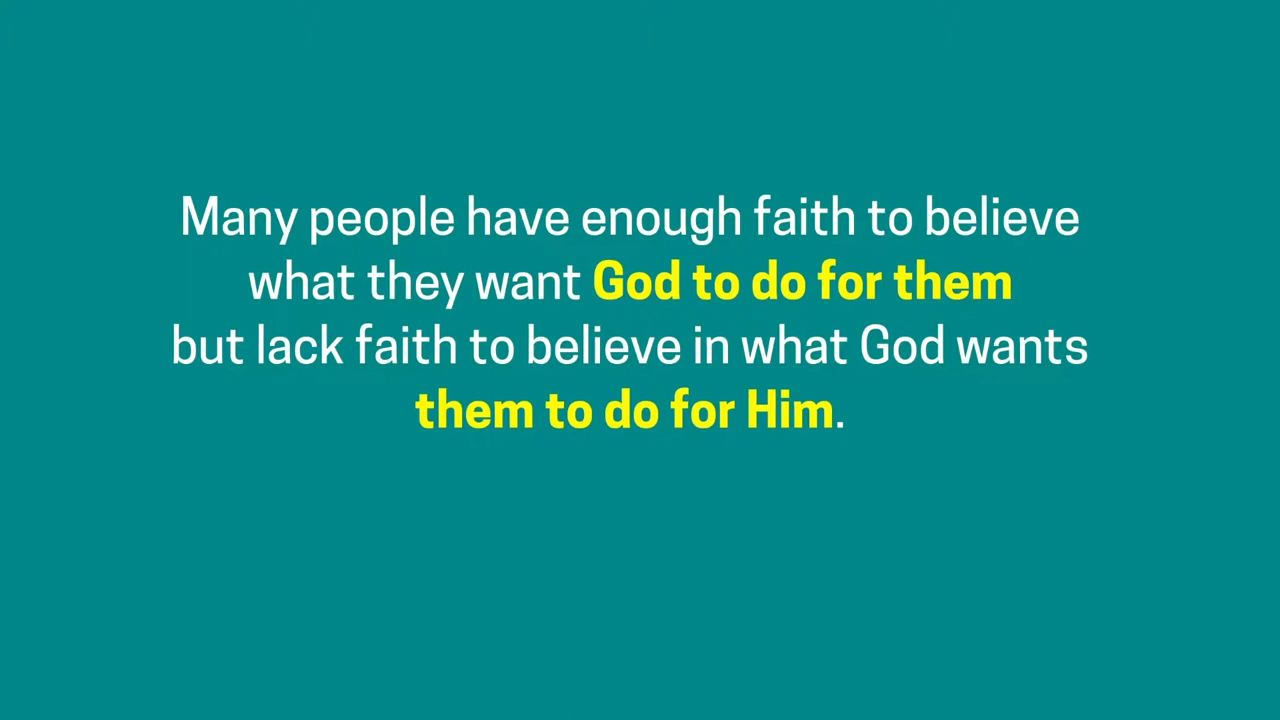 Many people have enough faith to believe
what they want God to do for them
but lack faith to believe in what God wants
them to do for Him.